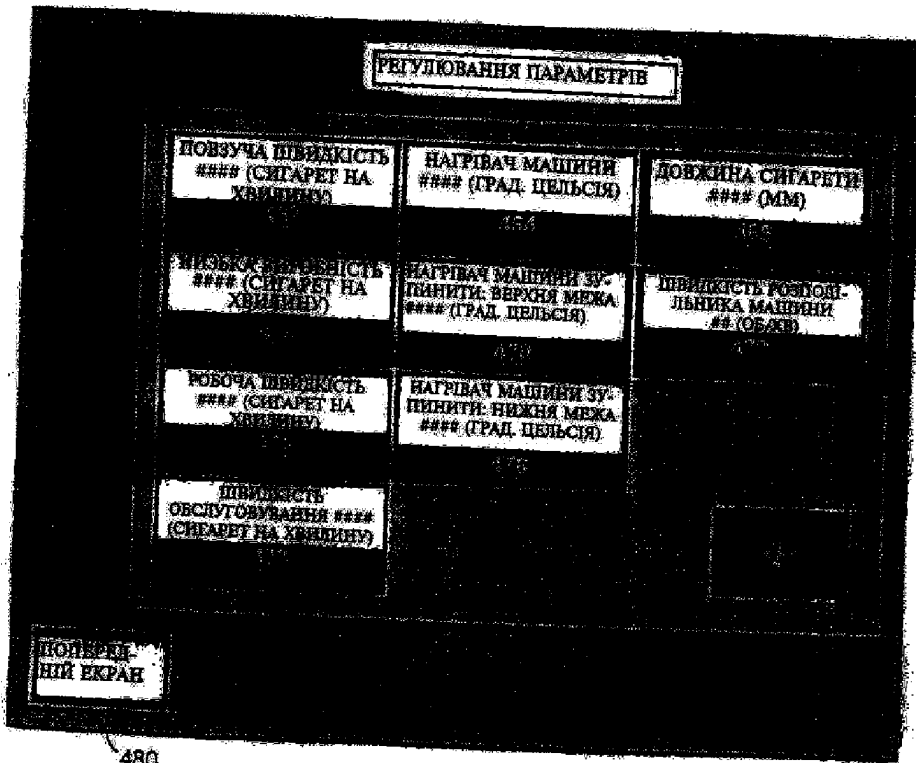 РЕГУЛЮВАННЯ ПАРАМЕТРІВ
ПОВЗУЧА ШВИДКІСТЬ
#### (СИГАРЕТ НА
ХВИЛИНУ)
НАГРІВАЧ МАШИНИ
#### (ГРАД. ЦЕЛЬСІЯ)
ДОВЖИНА СИГАРЕТИ
#### (ММ)
НИЗЬКА ШВИДКІСТЬ
#### (СИГАРЕТ НА
ХВИЛИНУ)
НАГРІВАЧ МАШИНИ ЗУ-
ПИНИТИ: ВЕРХНЯ МЕЖА
#### (ГРАД. ЦЕЛЬСІЯ)
ШВИДКІСТЬ РОЗПОДІ-
ЛЬНИКА МАШИНИ
## (ОБ/ХВ)
РОБОЧА ШВИДКІСТЬ
#### (СИГАРЕТ НА
ХВИЛИНУ)
НАГРІВАЧ МАШИНИ ЗУ-
ПИНИТИ: НИЖНЯ МЕЖА
#### (ГРАД. ЦЕЛЬСІЯ)
ШВИДКІСТЬ
ОБСЛУГОВУВАННЯ ####
(СИГАРЕТ НА ХВИЛИНУ)
ПОПЕРЕД-
НІЙ ЕКРАН
480